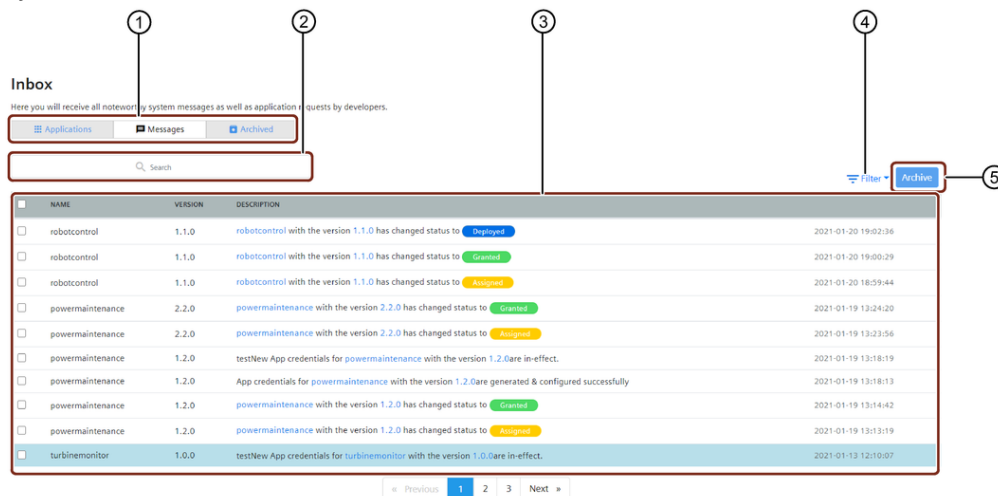 1 2 3 4
Inbox
Here you will receive all noteworthy system messages as well as application requests by developers.
Applications Messages Archived
Search
Filter Archive 5
NAME VERSION DESCRIPTION
robotcontrol 1.1.0 robotcontrol with the version 1.1.0 has changed status to Deployed 2021-01-20 19:02:36
robotcontrol 1.1.0 robotcontrol with the version 1.1.0 has changed status to Granted 2021-01-20 19:00:29
robotcontrol 1.1.0 robotcontrol with the version 1.1.0 has changed status to Assigned 2021-01-20 18:59:44
powermaintenance 2.2.0 powermaintenance with the version 2.2.0 has changed status to Granted 2021-01-19 13:24:20
powermaintenance 2.2.0 powermaintenance with the version 2.2.0 has changed status to Assigned 2021-01-19 13:23:56
powermaintenance 1.2.0 testNew App credentials for powermaintenance with the version 1.2.0are in-effect. 2021-01-19 13:18:19
powermaintenance 1.2.0 App credentials for powermaintenance with the version 1.2.0are generated & configured successfully 2021-01-19 13:18:13
powermaintenance 1.2.0 powermaintenance with the version 1.2.0 has changed status to Granted 2021-01-19 13:14:42
powermaintenance 1.2.0 powermaintenance with the version 1.2.0 has changed status to Assigned 2021-01-19 13:13:19
turbinemonitor 1.0.0 testNew App credentials for turbinemonitor with the version 1.0.0are in-effect. 2021-01-13 12:10:07
« Previous 1 2 3 Next »